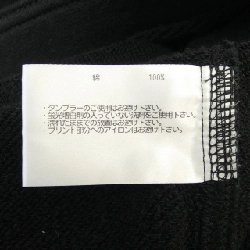 綿 100%
・タンブラーのご使用はお避け下さい。
・蛍光増白剤の入っていない洗剤をご使用下さい。
・濡れたままでの放置はお避け下さい。
・プリント部分へのアイロンはお避け下さい。